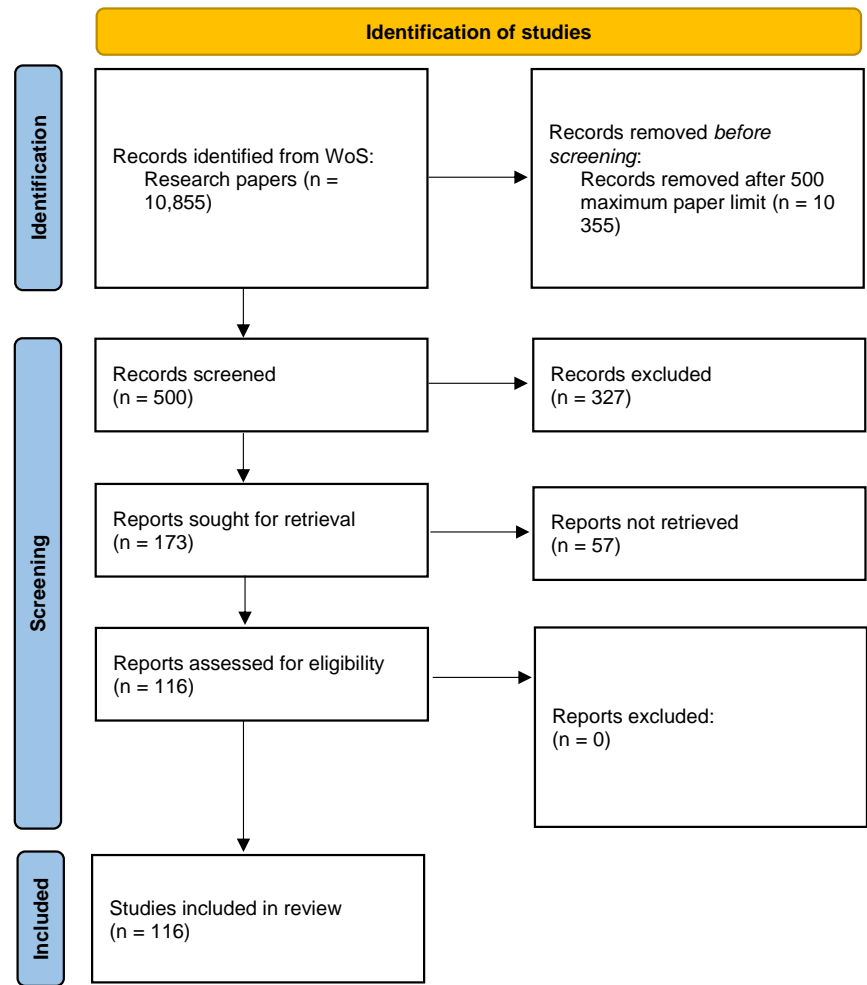 Identification of studies
Identification
Records identified from WoS:
Research papers (n =
10,855)
Records removed before
screening:
Records removed after 500
maximum paper limit (n = 10
355)
Screening
Records screened
(n = 500)
Records excluded
(n = 327)
Reports sought for retrieval
(n = 173)
Reports not retrieved
(n = 57)
Reports assessed for eligibility
(n = 116)
Reports excluded:
(n = 0)
Included
Studies included in review
(n = 116)